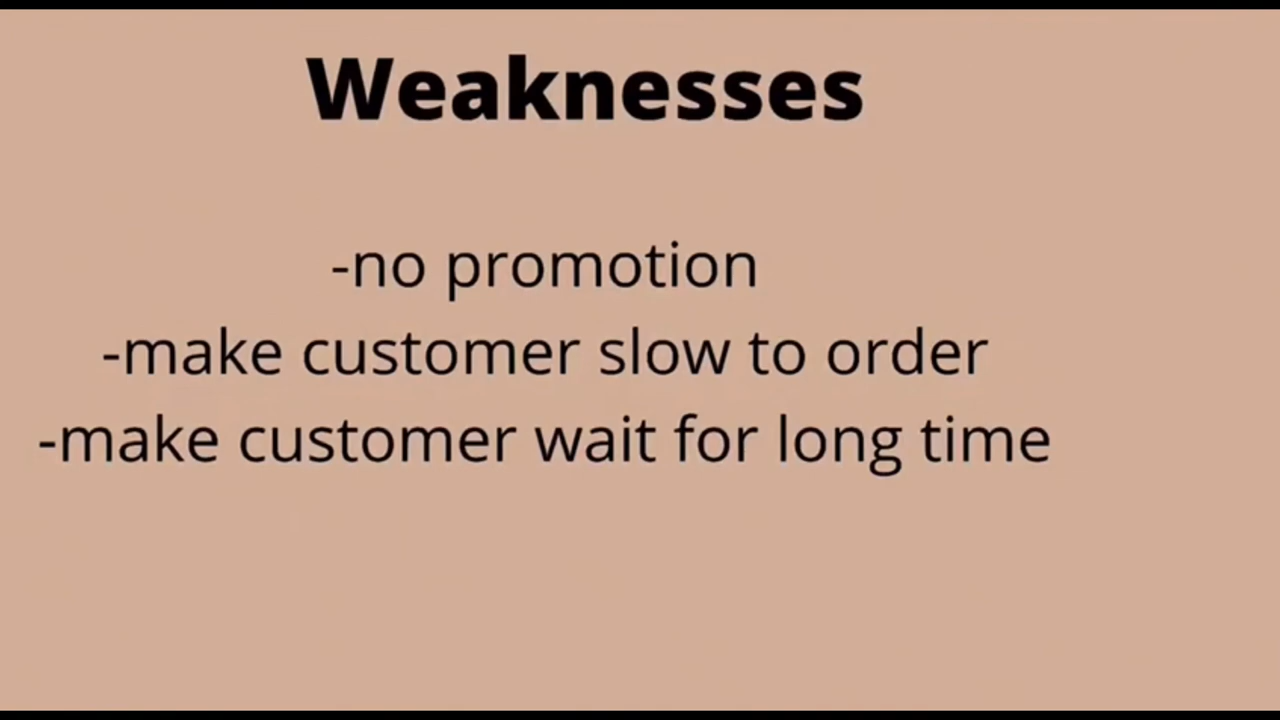 Weaknesses
-no promotion
-make customer slow to order
-make customer wait for long time